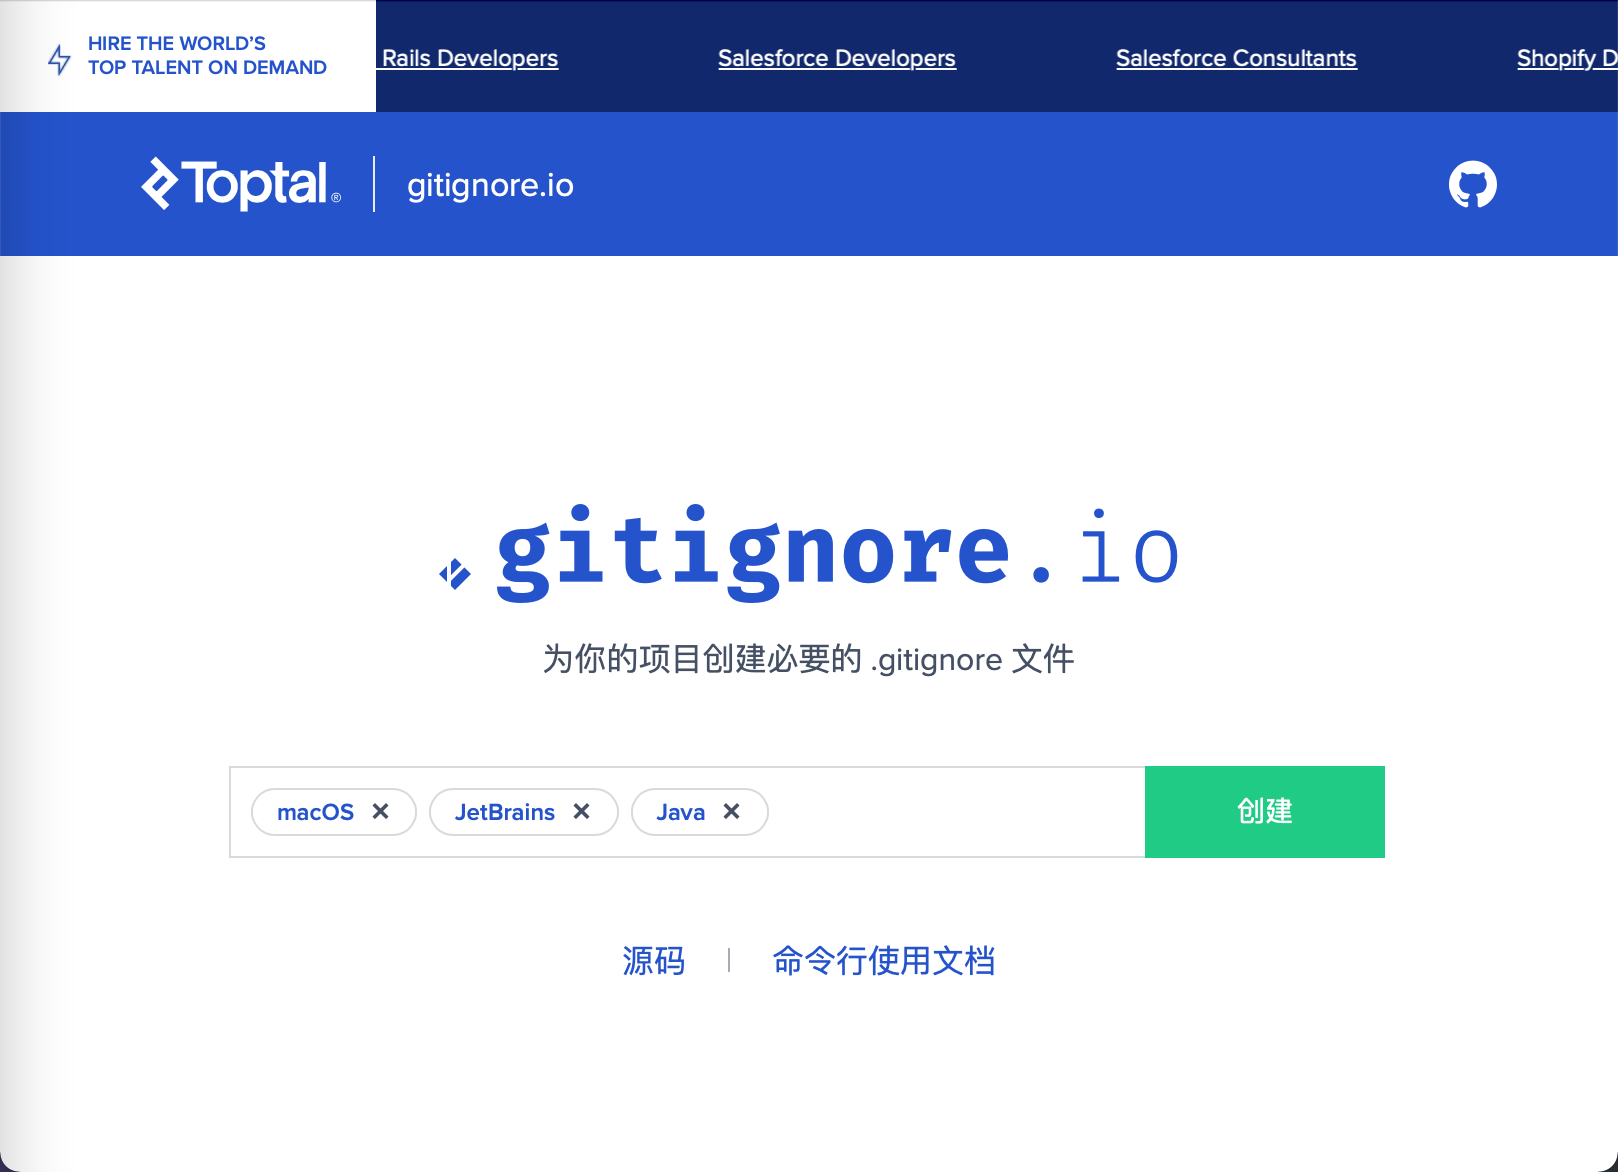 HIRE THE WORLD'S
TOP TALENT ON DEMAND
Rails Developers
Salesforce Developers
Salesforce Consultants
Shopify D
Toptal®
gitignore.io
.gitignore.io
为你的项目创建必要的 .gitignore 文件
macOS ✕ JetBrains ✕ Java ✕
创建
源码 | 命令行使用文档